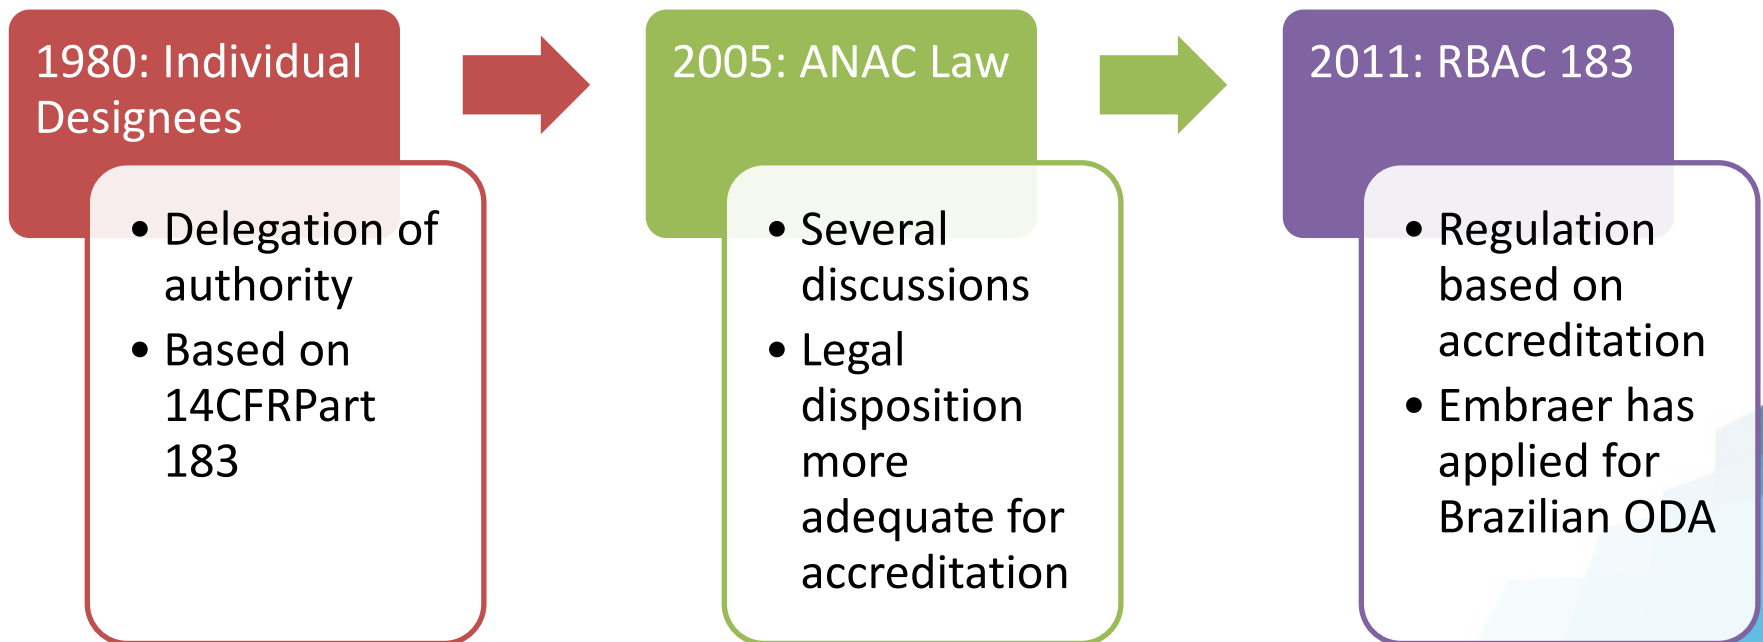 1980: Individual
Designees
• Delegation of
authority
• Based on
14CFRPart
183
2005: ANAC Law
• Several
discussions
• Legal
disposition
more
adequate for
accreditation
2011: RBAC 183
• Regulation
based on
accreditation
• Embraer has
applied for
Brazilian ODA